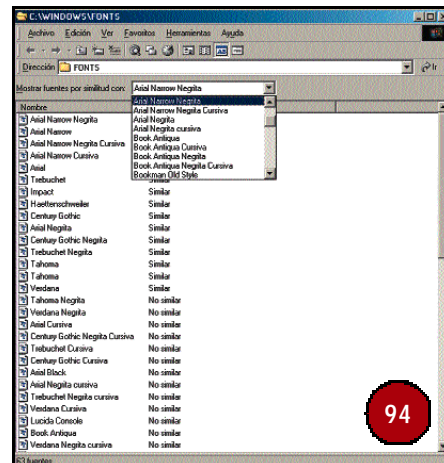 C:\WINDOWS\FONTS
Archivo Edición Ver Favoritos Herramientas Ayuda
Dirección FONTS Ir
Mostrar fuentes por similitud con: Arial Narrow Negrita
Arial Narrow Negrita
Arial Narrow Negrita Cursiva
Arial Negrita
Arial Negrita cursiva
Book Antiqua
Book Antiqua Cursiva
Book Antiqua Negrita
Book Antiqua Negrita Cursiva
Bookman Old Style
Nombre
Arial Narrow Negrita
Arial Narrow
Arial Narrow Negrita Cursiva
Arial Narrow Cursiva
Arial
Trebuchet Similar
Impact Similar
Haettenschweiler Similar
Century Gothic Similar
Arial Negrita Similar
Century Gothic Negrita Similar
Trebuchet Negrita Similar
Tahoma Similar
Tahoma Similar
Verdana Similar
Tahoma Negrita No similar
Verdana Negrita No similar
Arial Cursiva No similar
Century Gothic Negrita Cursiva No similar
Trebuchet Cursiva No similar
Century Gothic Cursiva No similar
Arial Black No similar
Arial Negrita cursiva No similar
Trebuchet Negrita cursiva No similar
Verdana Cursiva No similar
Lucida Console No similar
Book Antiqua No similar
Verdana Negrita cursiva No similar
63 fuentes
94